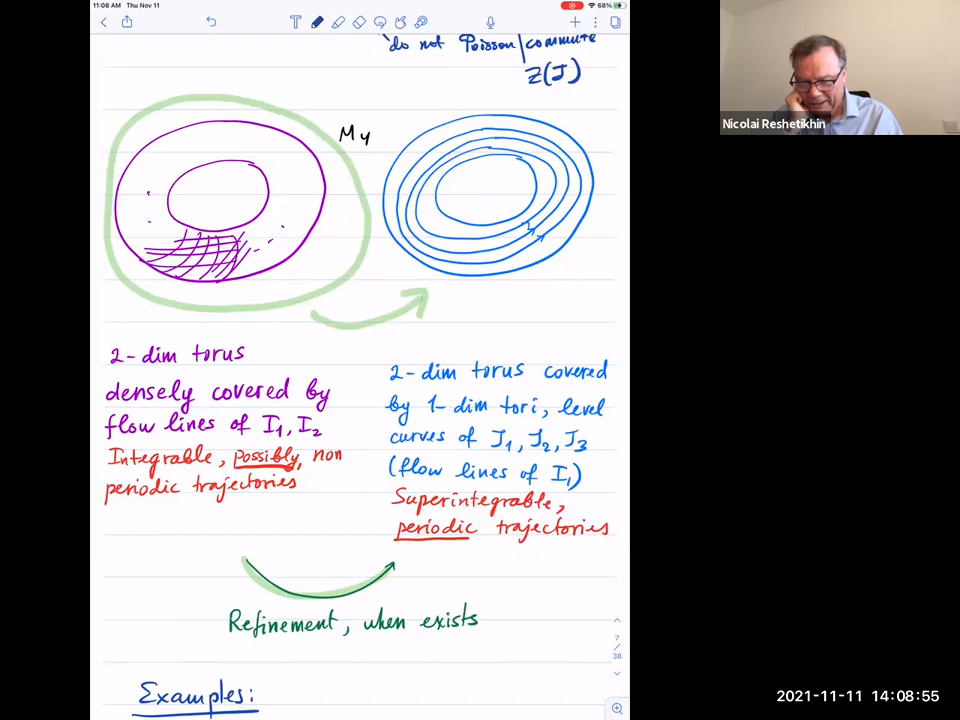 11:08 AM Thu Nov 11
68%
do not Poisson/commute
Z(J)
My
2-dim torus
densely covered by
flow lines of I1, I2
Integrable, possibly, non
periodic trajectories
2-dim torus covered
by 1-dim tori, level
curves of J1, J2, J3
(flow lines of I1)
Superintegrable,
periodic trajectories
Refinement, when exists
Examples:
7
/
38
Nicolai Reshetikhin
2021-11-11 14:08:55